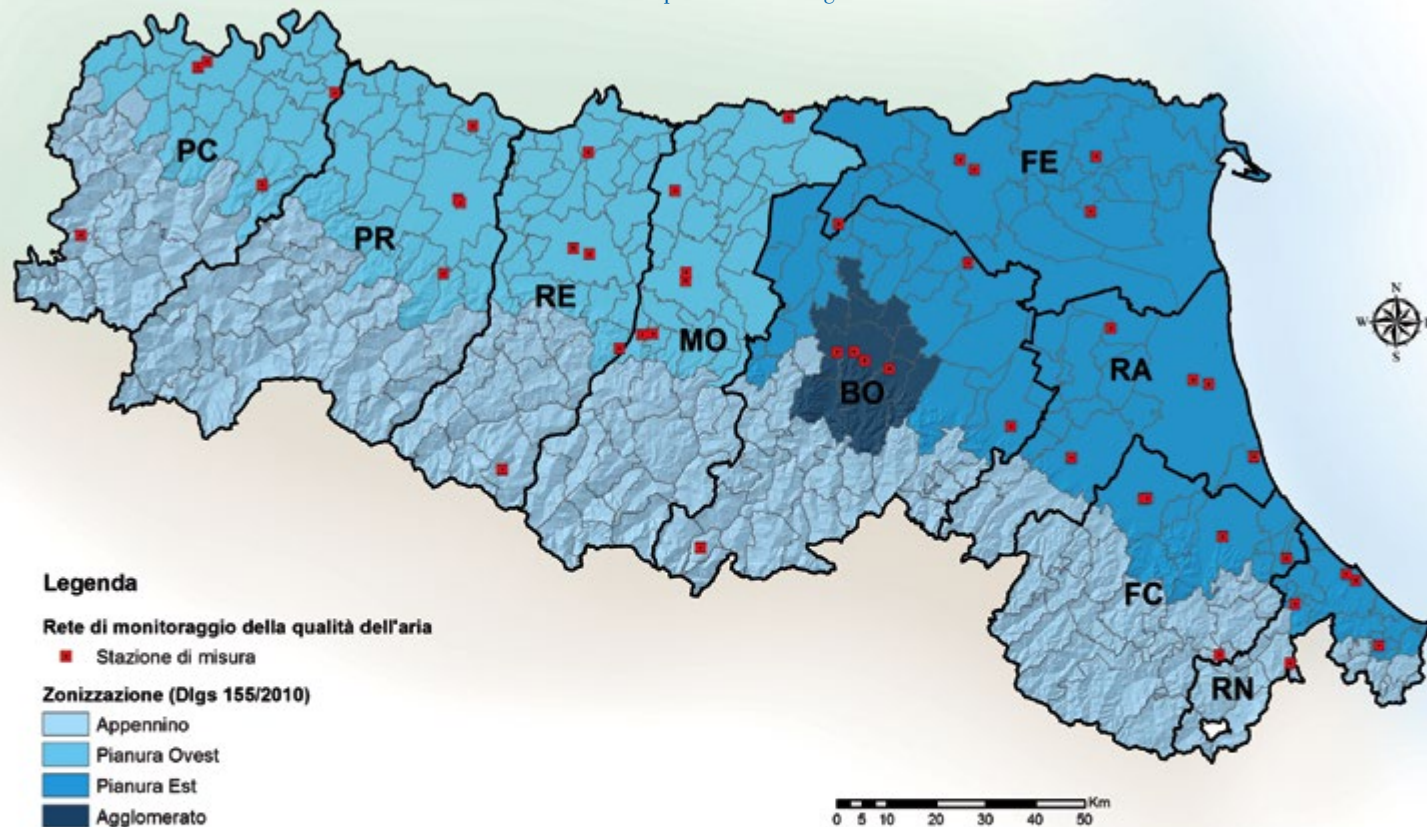 PC
PR
RE
MO
BO
FE
RA
FC
RN
N
W
S
Legenda
Rete di monitoraggio della qualità dell'aria
Stazione di misura
Zonizzazione (Dlgs 155/2010)
Appennino
Pianura Ovest
Pianura Est
Agglomerato
Km
0 5 10 20 30 40 50